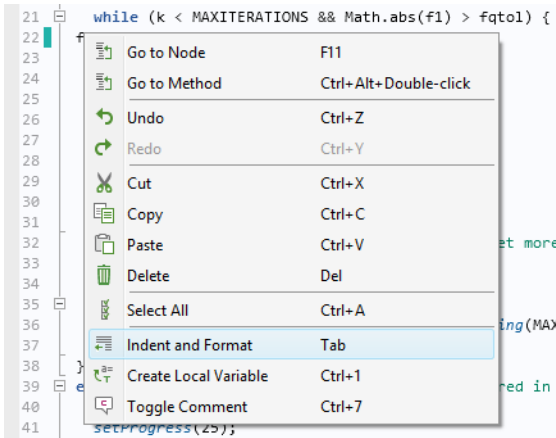 21 while (k < MAXITERATIONS && Math.abs(f1) > fqtol) {
22 f
23 Go to Node F11
24 Go to Method Ctrl+Alt+Double-click
25
26 Undo Ctrl+Z
27 Redo Ctrl+Y
28
29 Cut Ctrl+X
30 Copy Ctrl+C
31
32 Paste Ctrl+V et more
33 Delete Del
34
35 Select All Ctrl+A
36 ing(MAX
37 Indent and Format Tab
38 }
39 e Create Local Variable Ctrl+1 red in
40 Toggle Comment Ctrl+7
41 setProgress(25);